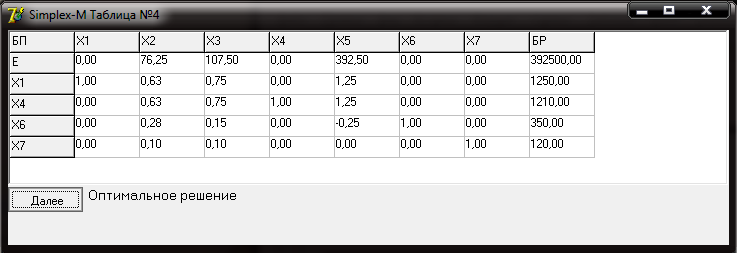 Simplex-M Таблица №4
БП X1 X2 X3 X4 X5 X6 X7 БР
E 0,00 76,25 107,50 0,00 392,50 0,00 0,00 392500,00
X1 1,00 0,63 0,75 0,00 1,25 0,00 0,00 1250,00
X4 0,00 0,63 0,75 1,00 1,25 0,00 0,00 1210,00
X6 0,00 0,28 0,15 0,00 -0,25 1,00 0,00 350,00
X7 0,00 0,10 0,10 0,00 0,00 0,00 1,00 120,00
Далее Оптимальное решение